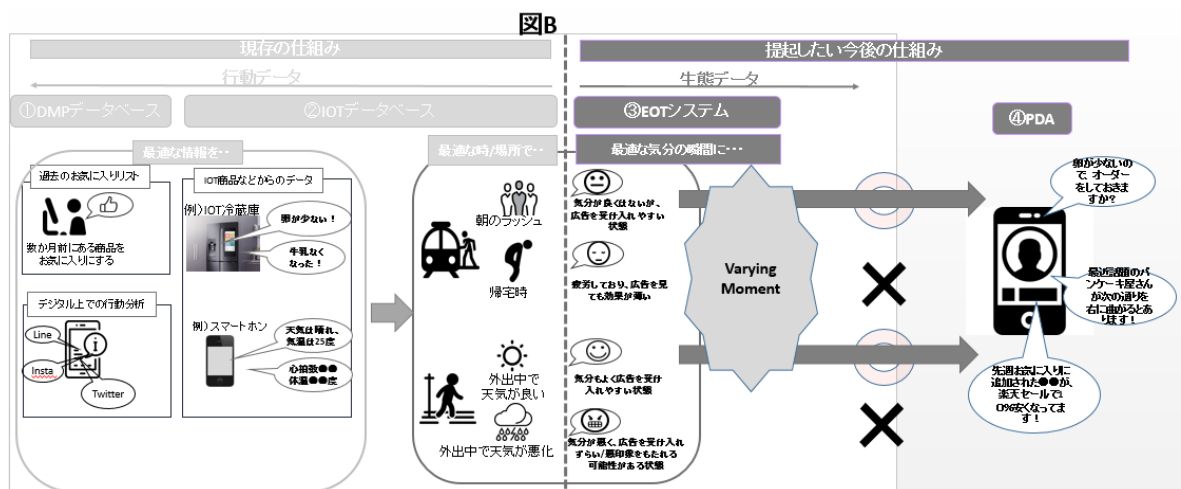 図B
現存の仕組み
提起したい今後の仕組み
行動データ
生態データ
①DMPデータベース
②IOTデータベース
③EOTシステム
④PDA
最適な情報を・・
最適な時/場所で・・
最適な気分の瞬間に・・・
過去のお気に入りリスト
数か月前にある商品を
お気に入りにする
デジタル上での行動分析
Line
Insta
Twitter
IOT商品などからのデータ
例）IOT冷蔵庫
卵が少ない！
牛乳なく
なった！
例）スマートホン
天気は晴れ、
気温は25度
心拍数●●
体温●●度
朝のラッシュ
帰宅時
外出中で
天気が良い
外出中で天気が悪化
気分が良くはないが、
広告を受け入れやすい
状態
疲労しており、広告を見
ても効果が薄い
気分もよく広告を受け
入れやすい状態
気分が悪く、広告を受け入れ
ずらい/悪印象をもたれる
可能性がある状態
Varying
Moment
卵が少ないの
で、オーダー
をしておきま
すか？
最近話題のパ
ンケーキ屋さん
が次の通りを
右に曲がるとあ
ります！
先週お気に入りに
追加された●●が、
楽天セールで1
0%安くなってま
す！